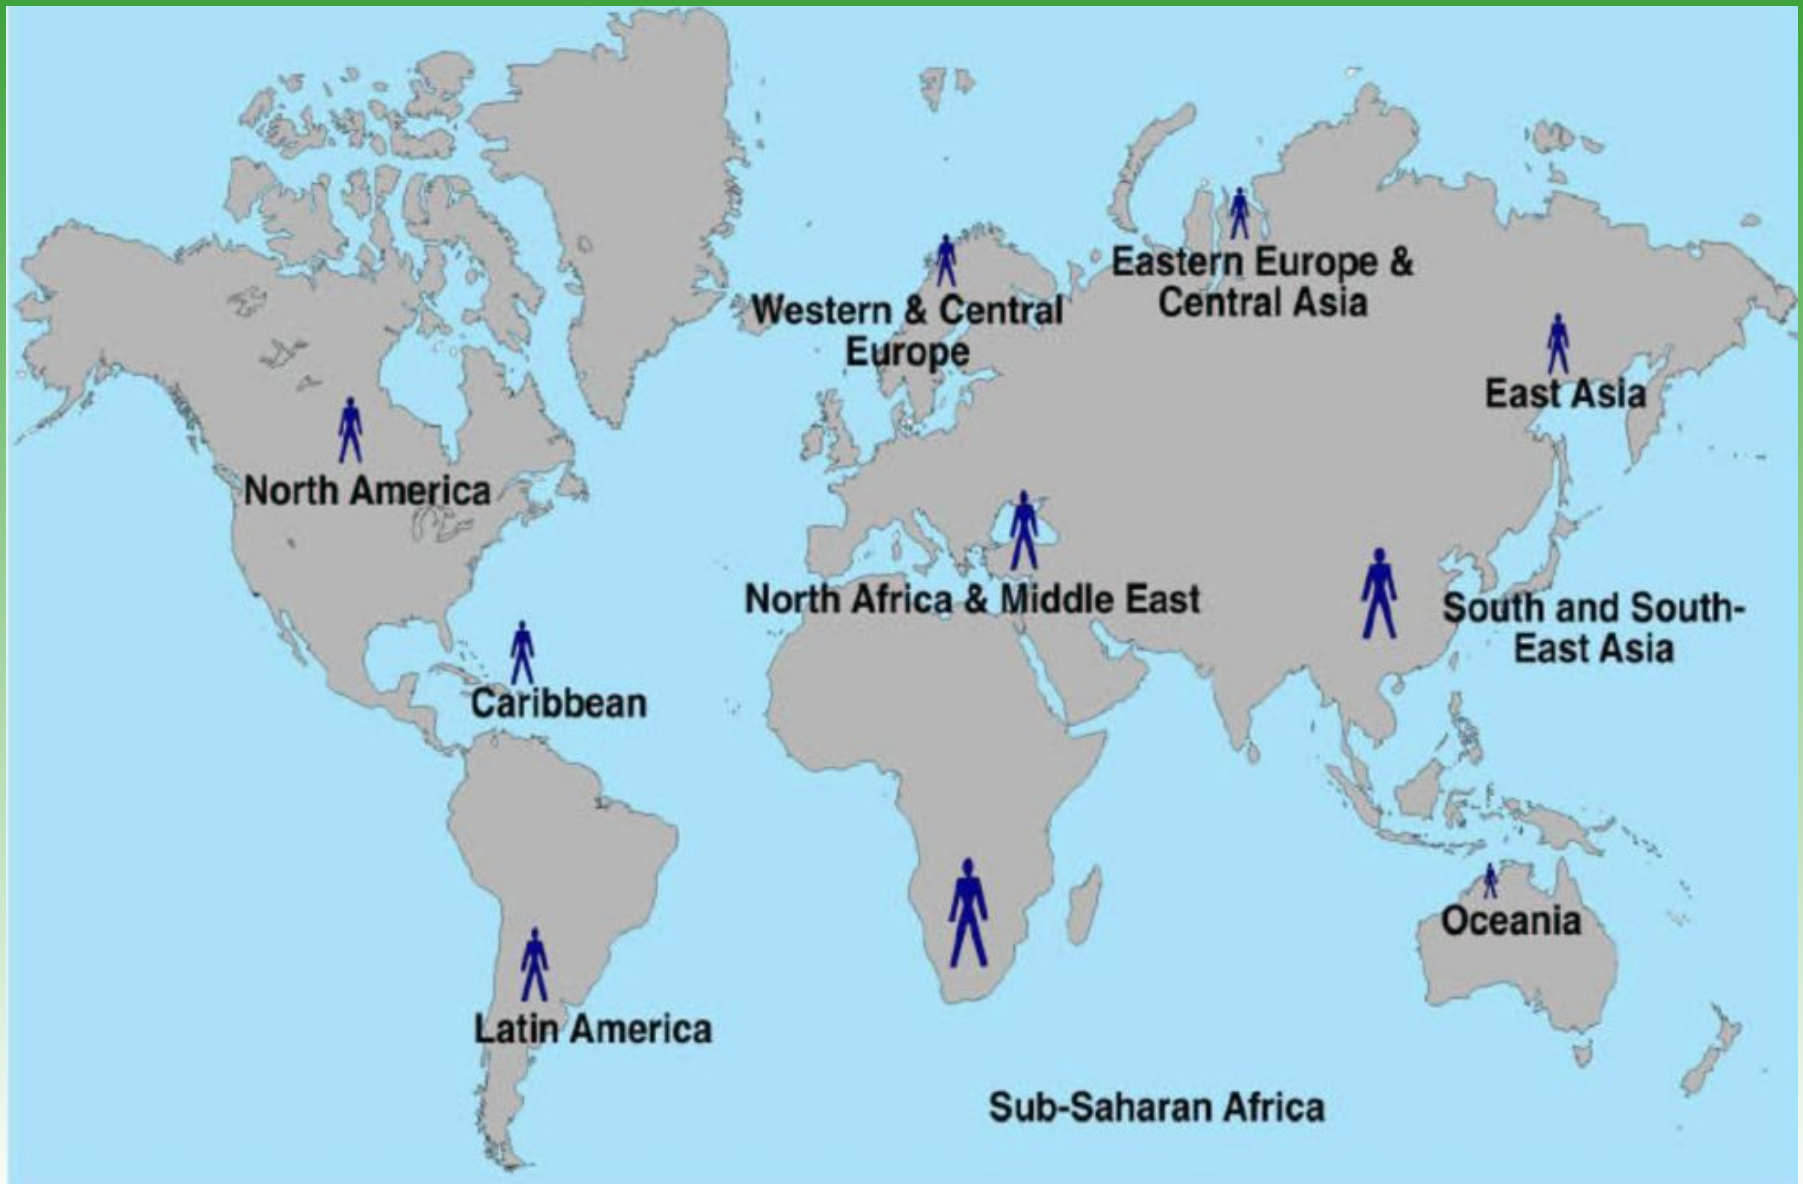 Eastern Europe &
Central Asia
Western & Central
Europe
East Asia
North America
North Africa & Middle East
South and South-
East Asia
Caribbean
Oceania
Latin America
Sub-Saharan Africa